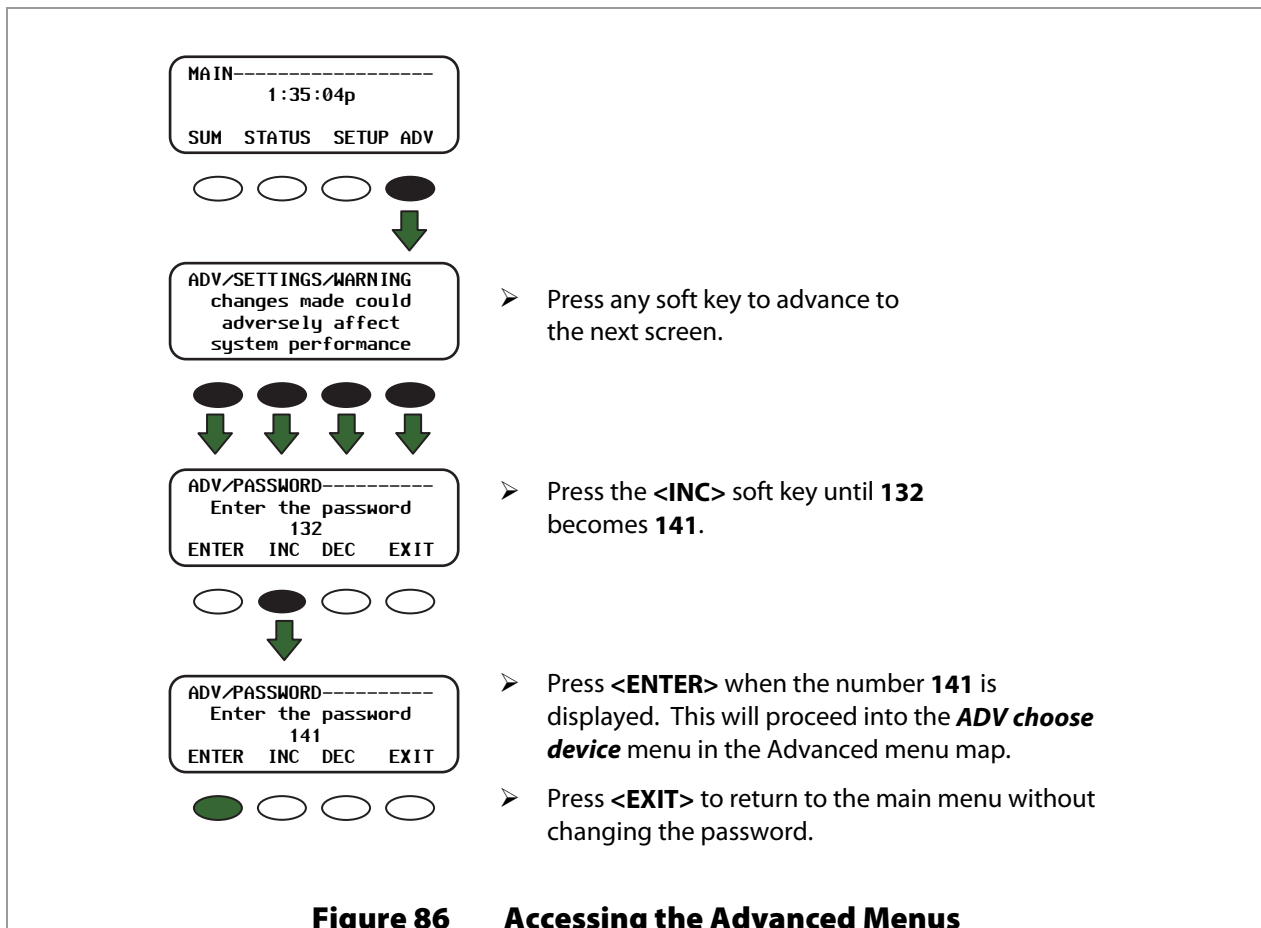 MAIN-------------------
1:35:04p
SUM STATUS SETUP ADV
ADV/SETTINGS/WARNING
changes made could
adversely affect
system performance
➢ Press any soft key to advance to
the next screen.
ADV/PASSWORD----------
Enter the password
132
ENTER INC DEC EXIT
➢ Press the <INC> soft key until 132
becomes 141.
ADV/PASSWORD----------
Enter the password
141
ENTER INC DEC EXIT
➢ Press <ENTER> when the number 141 is
displayed. This will proceed into the ADV choose
device menu in the Advanced menu map.
➢ Press <EXIT> to return to the main menu without
changing the password.
Figure 86 Accessing the Advanced Menus